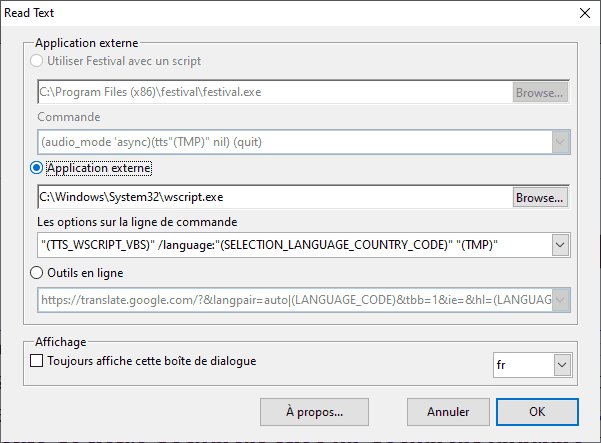 Read Text
Application externe
Utiliser Festival avec un script
C:\Program Files (x86)\festival\festival.exe
Browse...
Commande
(audio_mode 'async)(tts"(TMP)" nil) (quit)
Application externe
C:\Windows\System32\wscript.exe
Browse...
Les options sur la ligne de commande
"(TTS_WSCRIPT_VBS)" /language:"(SELECTION_LANGUAGE_COUNTRY_CODE)" "(TMP)"
Outils en ligne
https://translate.google.com/?&langpair=auto|(LANGUAGE_CODE)&tbb=1&ie=&hl=(LANGUAG
Affichage
Toujours affiche cette boîte de dialogue
fr
À propos...
Annuler
OK